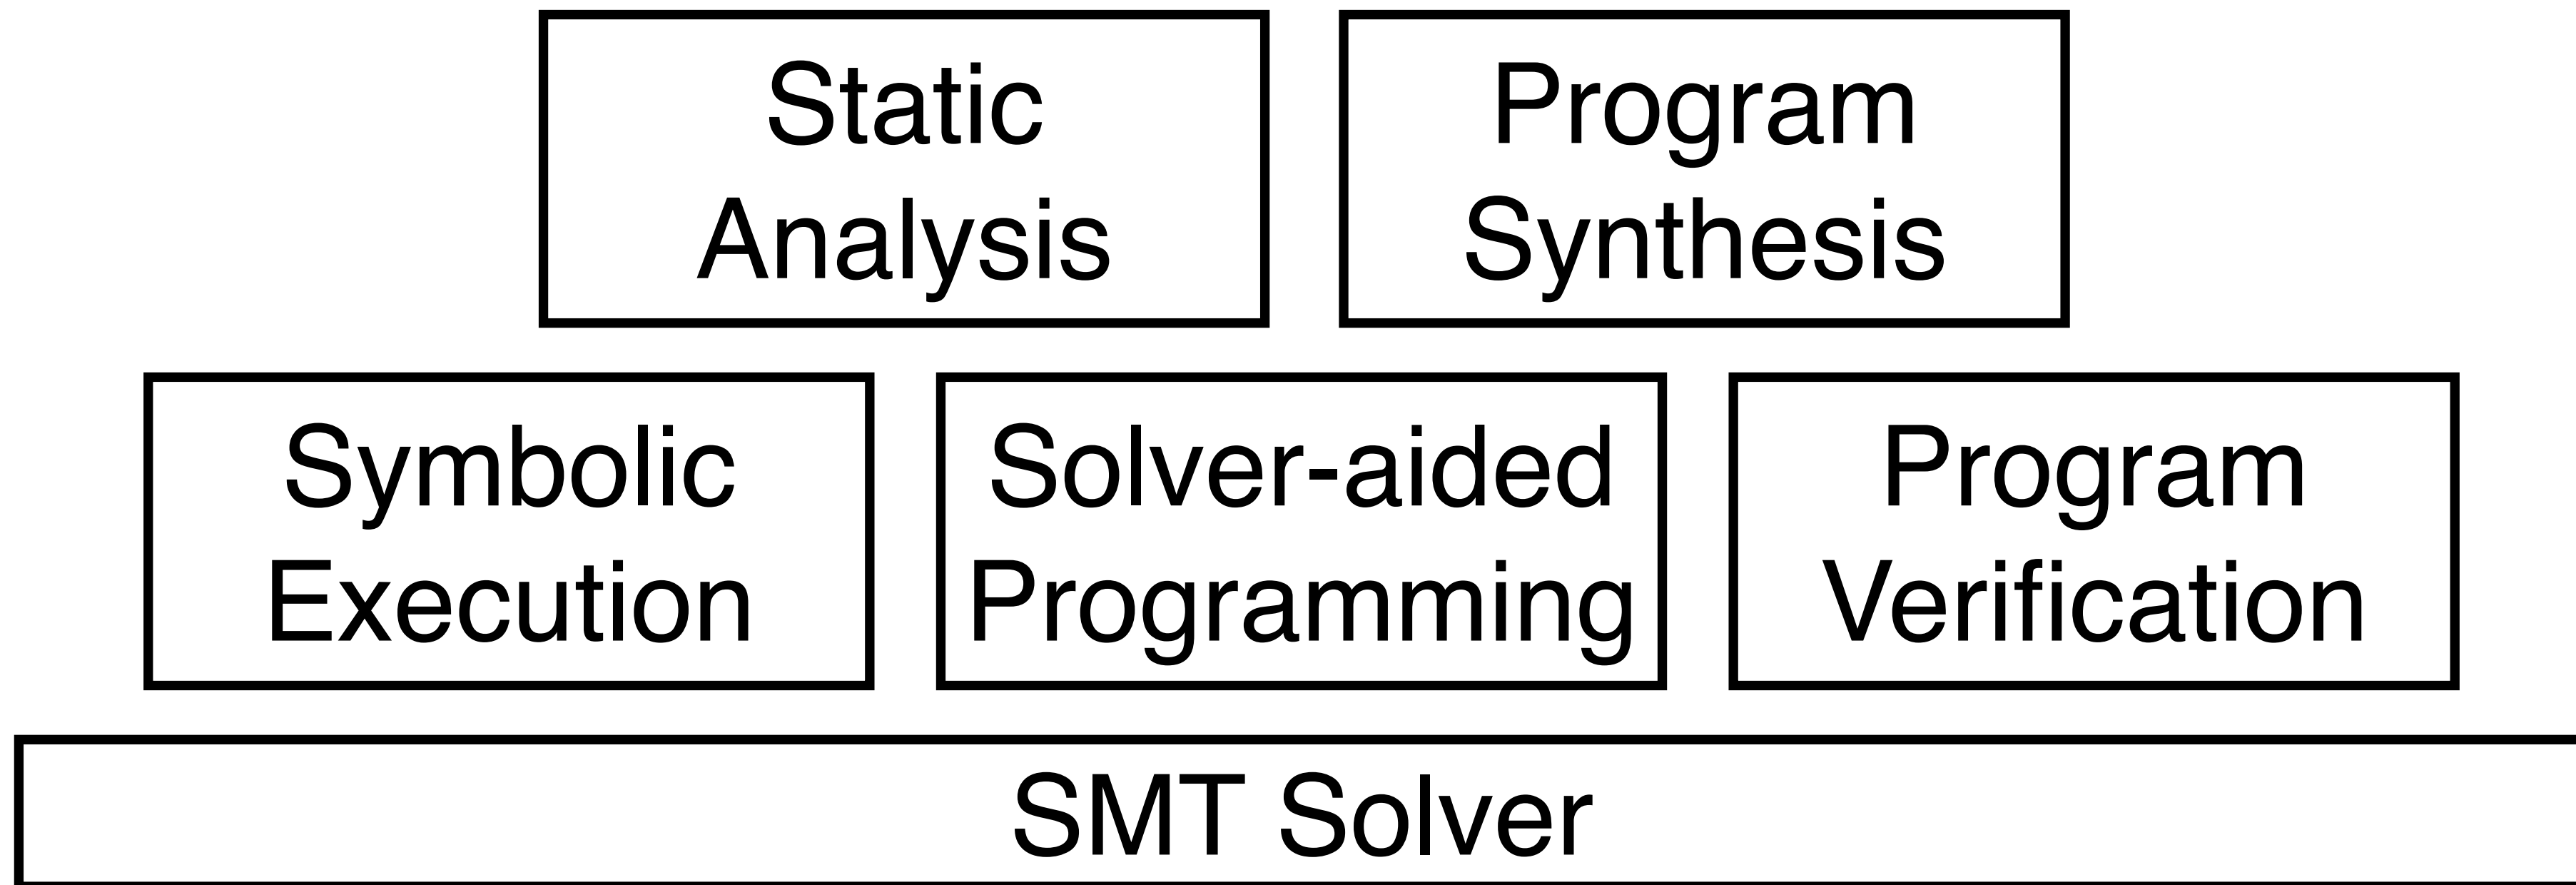 Static
Analysis
Program
Synthesis
Symbolic
Execution
Solver-aided
Programming
Program
Verification
SMT Solver